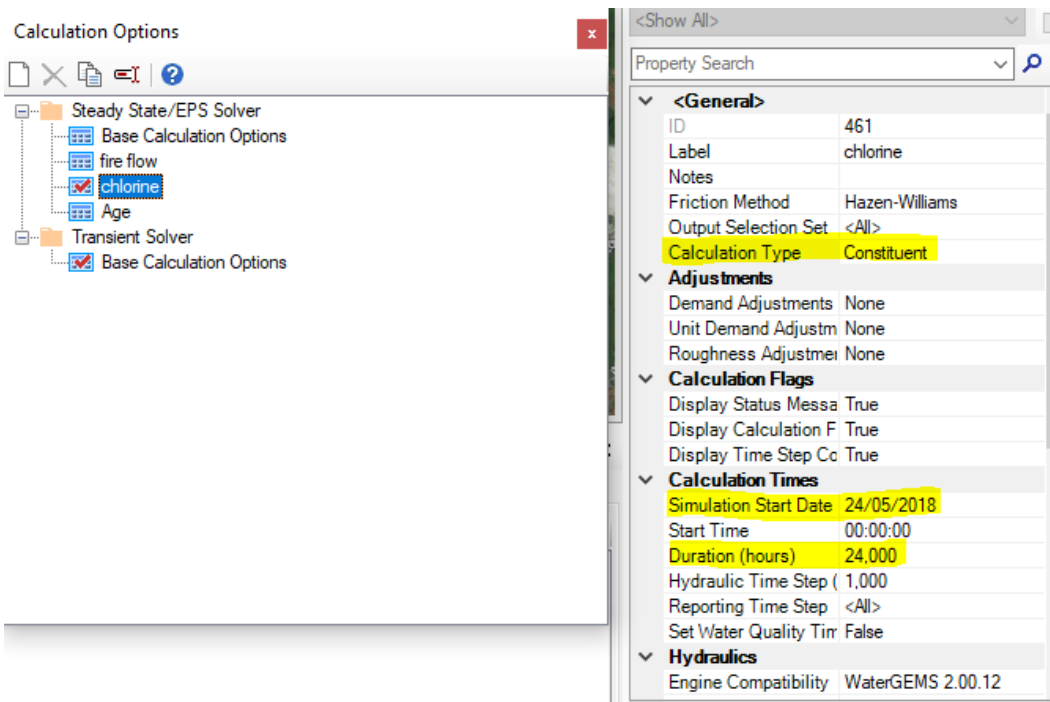 Calculation Options
x
Steady State/EPS Solver
Base Calculation Options
fire flow
chlorine
Age
Transient Solver
Base Calculation Options
<Show All>
Property Search
<General>
ID 461
Label chlorine
Notes
Friction Method Hazen-Williams
Output Selection Set <All>
Calculation Type Constituent
Adjustments
Demand Adjustments None
Unit Demand Adjustm None
Roughness Adjustmer None
Calculation Flags
Display Status Messa True
Display Calculation F True
Display Time Step Co True
Calculation Times
Simulation Start Date 24/05/2018
Start Time 00:00:00
Duration (hours) 24,000
Hydraulic Time Step ( 1,000
Reporting Time Step <All>
Set Water Quality Tim False
Hydraulics
Engine Compatibility WaterGEMS 2.00.12